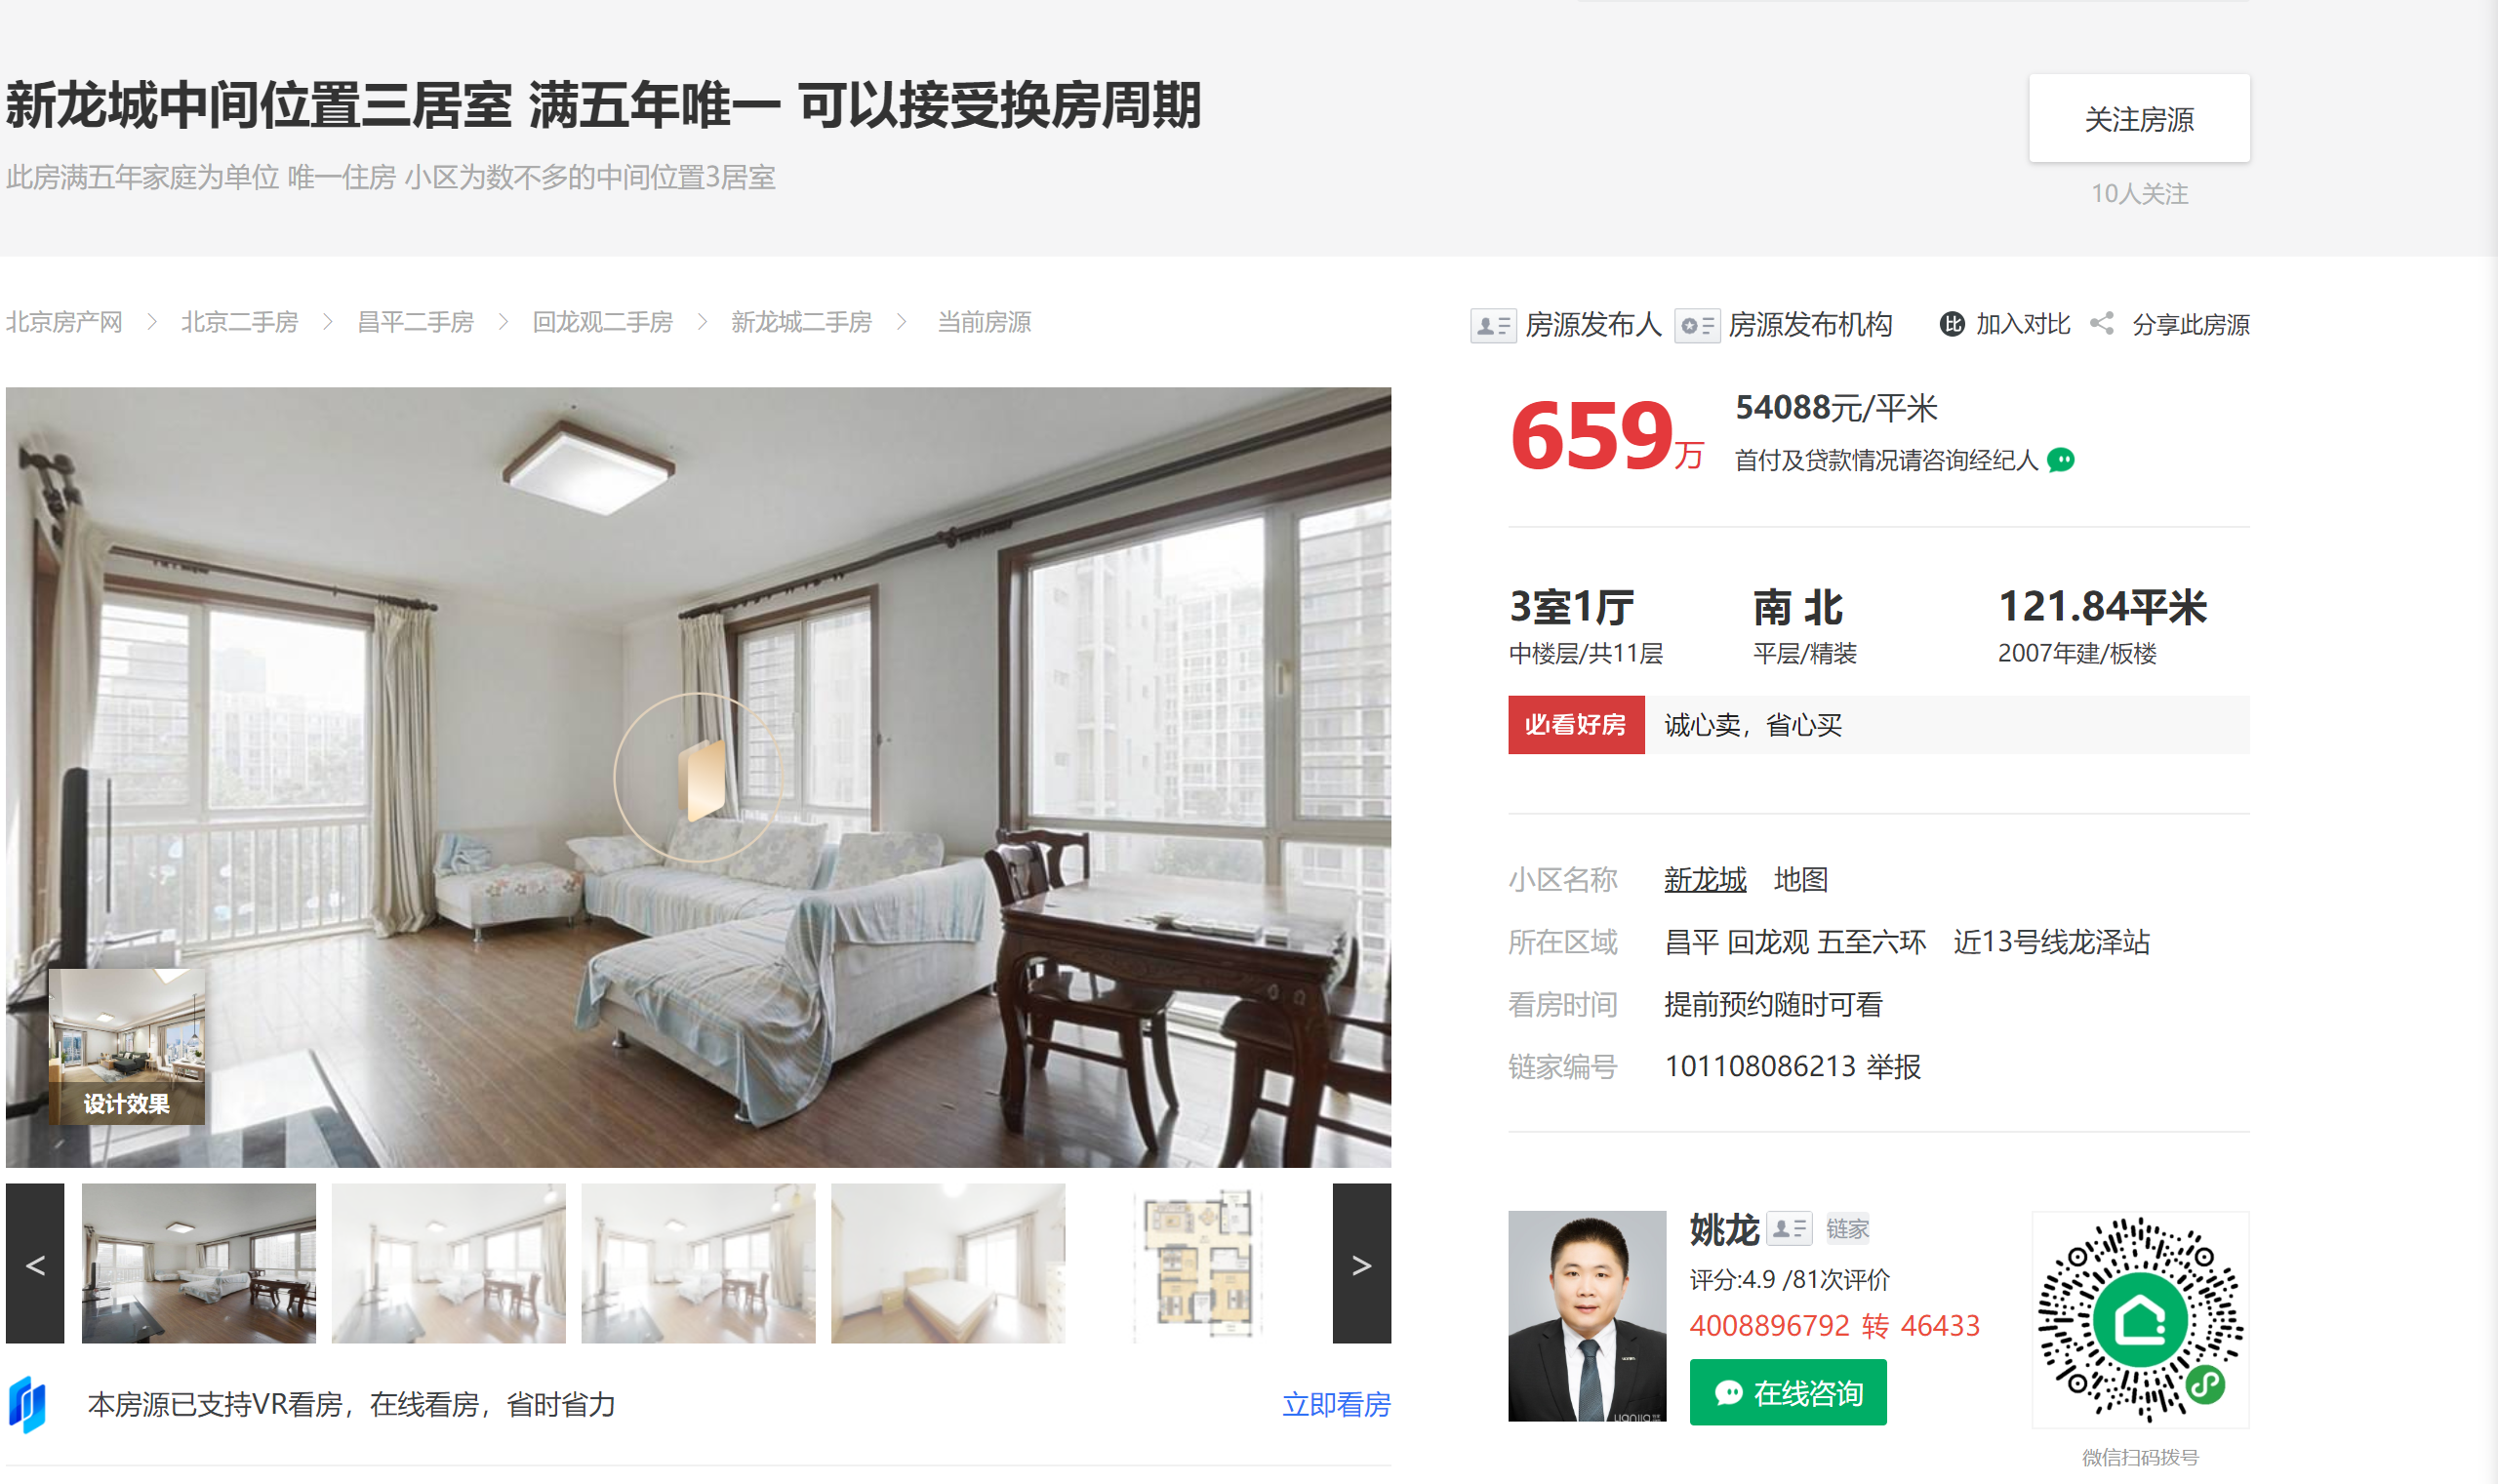 新龙城中间位置三居室 满五年唯一 可以接受换房周期
此房满五年家庭为单位 唯一住房 小区为数不多的中间位置3居室
关注房源
10人关注
北京房产网 > 北京二手房 > 昌平二手房 > 回龙观二手房 > 新龙城二手房 > 当前房源
房源发布人 房源发布机构 比 加入对比 分享此房源
设计效果
< >
本房源已支持VR看房，在线看房，省时省力 立即看房
659万
54088元/平米
首付及贷款情况请咨询经纪人
3室1厅 南 北 121.84平米
中楼层/共11层 平层/精装 2007年建/板楼
必看好房 诚心卖，省心买
小区名称 新龙城 地图
所在区域 昌平 回龙观 五至六环 近13号线龙泽站
看房时间 提前预约随时可看
链家编号 101108086213 举报
姚龙 链家
评分:4.9 /81次评价
4008896792 转 46433
在线咨询
微信扫码拨号